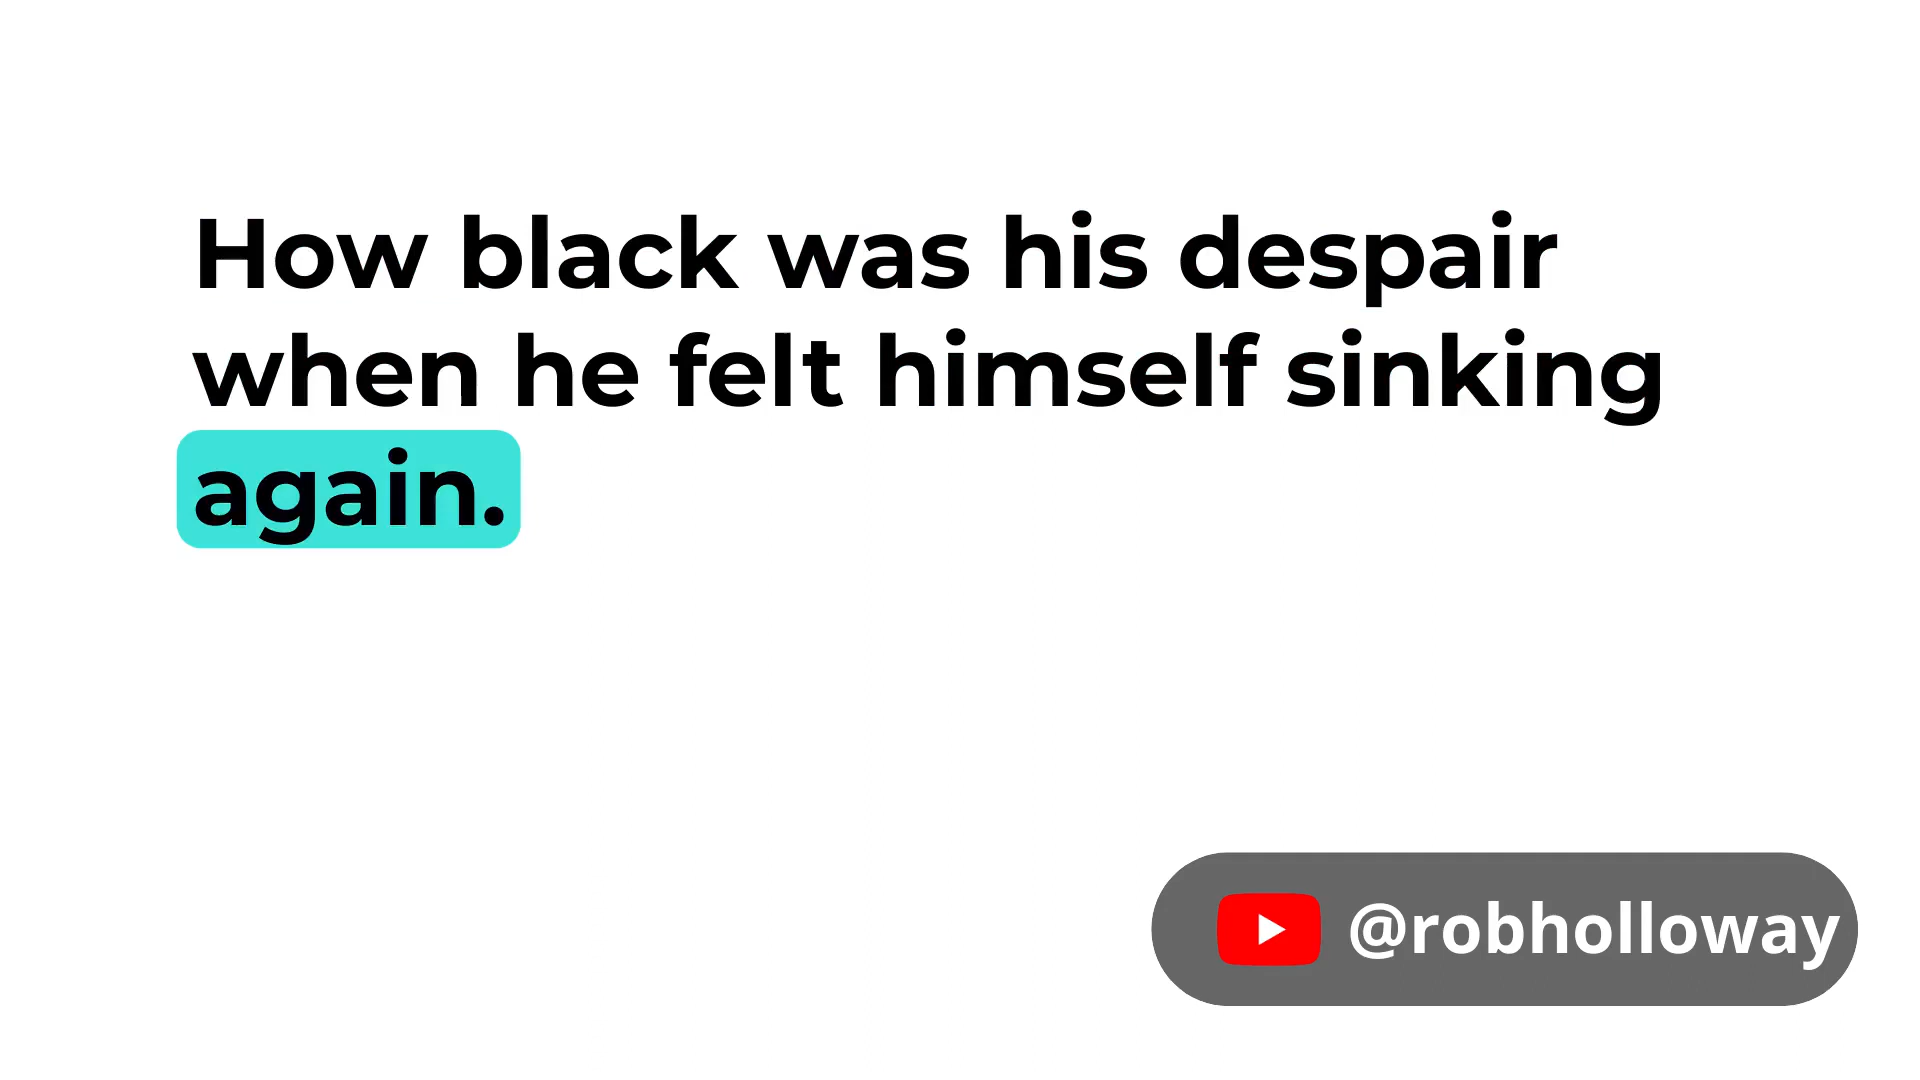 How black was his despair
when he felt himself sinking
again.
@robholloway